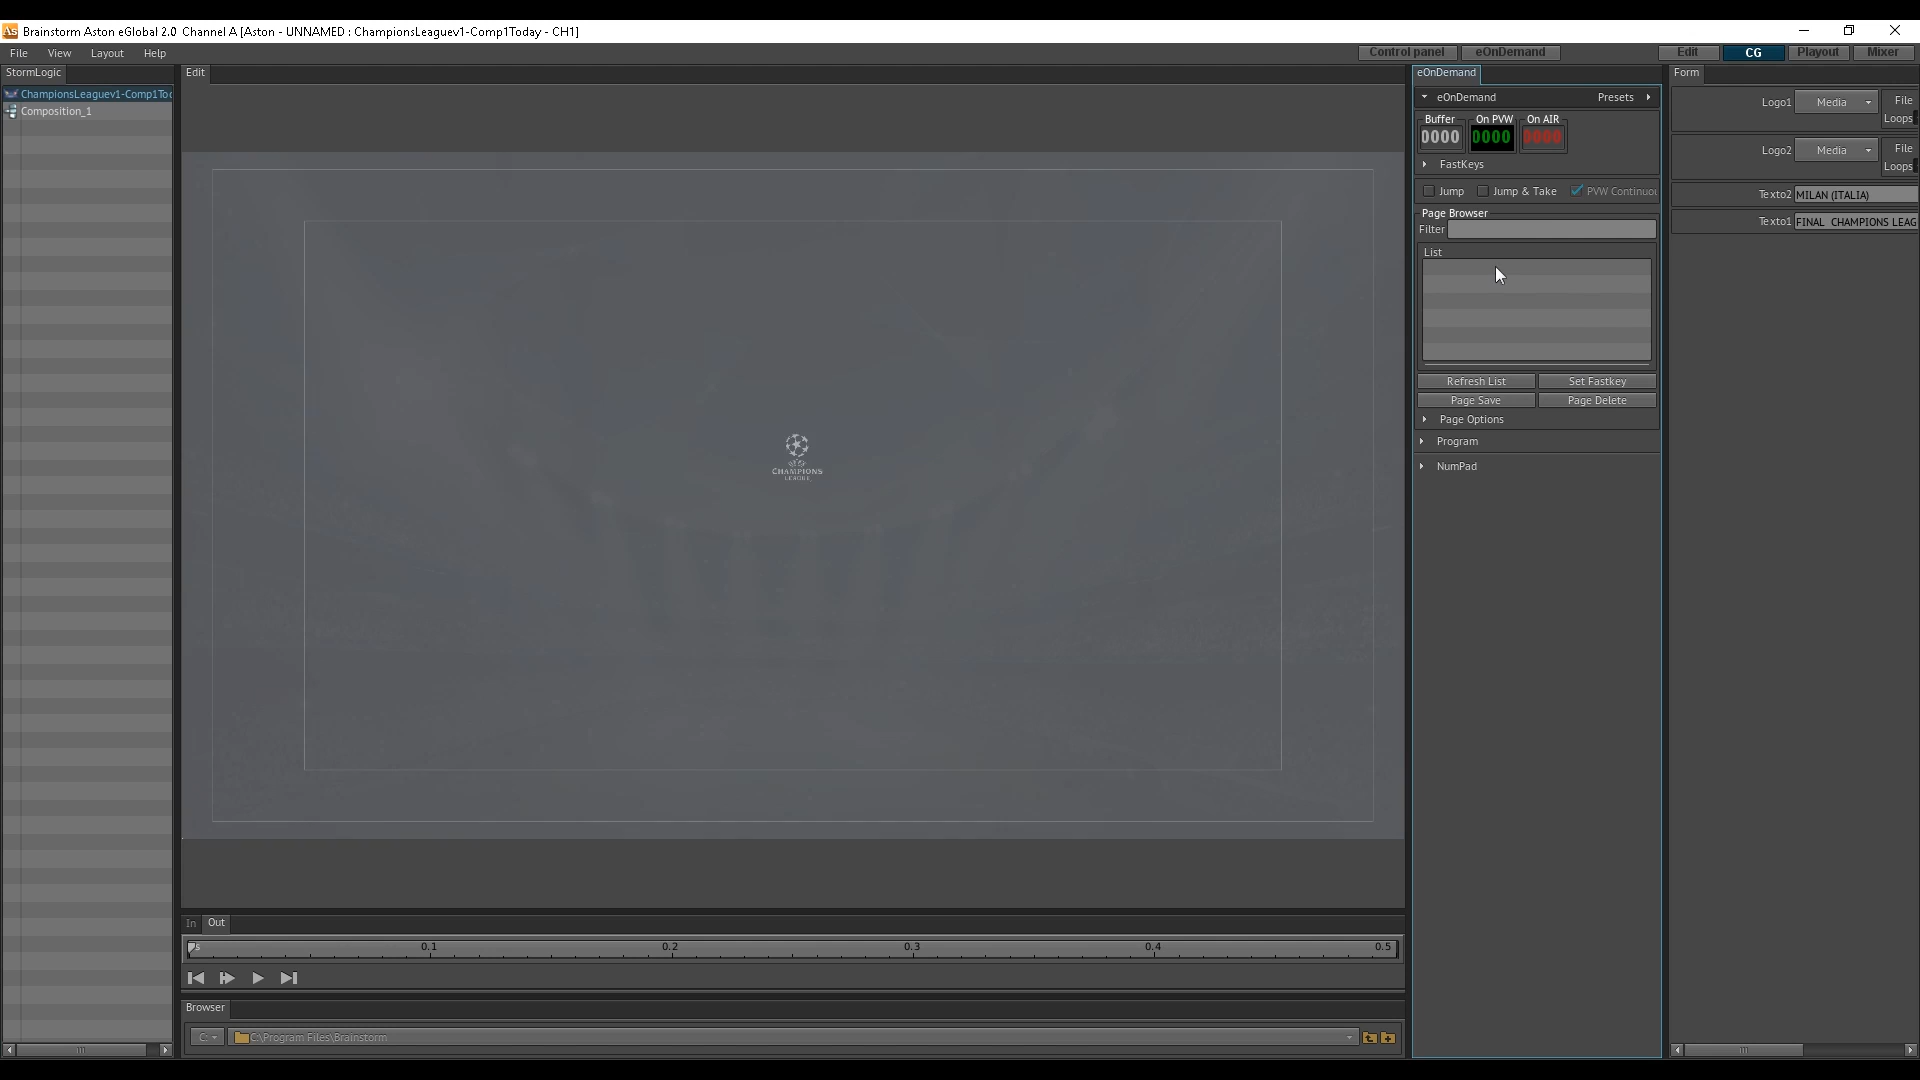 Brainstorm Aston eGlobal 2.0 Channel A [Aston - UNNAMED : ChampionsLeaguev1-Comp1Today - CH1]
File View Layout Help
Control panel eOnDemand Edit CG Playout Mixer
StormLogic
ChampionsLeaguev1-Comp1Toc
Composition_1
Edit
CHAMPIONS
LEAGUE
In Out
0.1 0.2 0.3 0.4 0.5
Browser
C:
C:\Program Files\Brainstorm
eOnDemand
eOnDemand Presets
Buffer On PVW On AIR
0000 0000 0000
FastKeys
Jump Jump & Take PVW Continuou
Page Browser
Filter
List
Refresh List Set Fastkey
Page Save Page Delete
Page Options
Program
NumPad
Form
Logo1 Media File
Loops
Logo2 Media File
Loops
Texto2 MILAN (ITALIA)
Texto1 FINAL CHAMPIONS LEAG